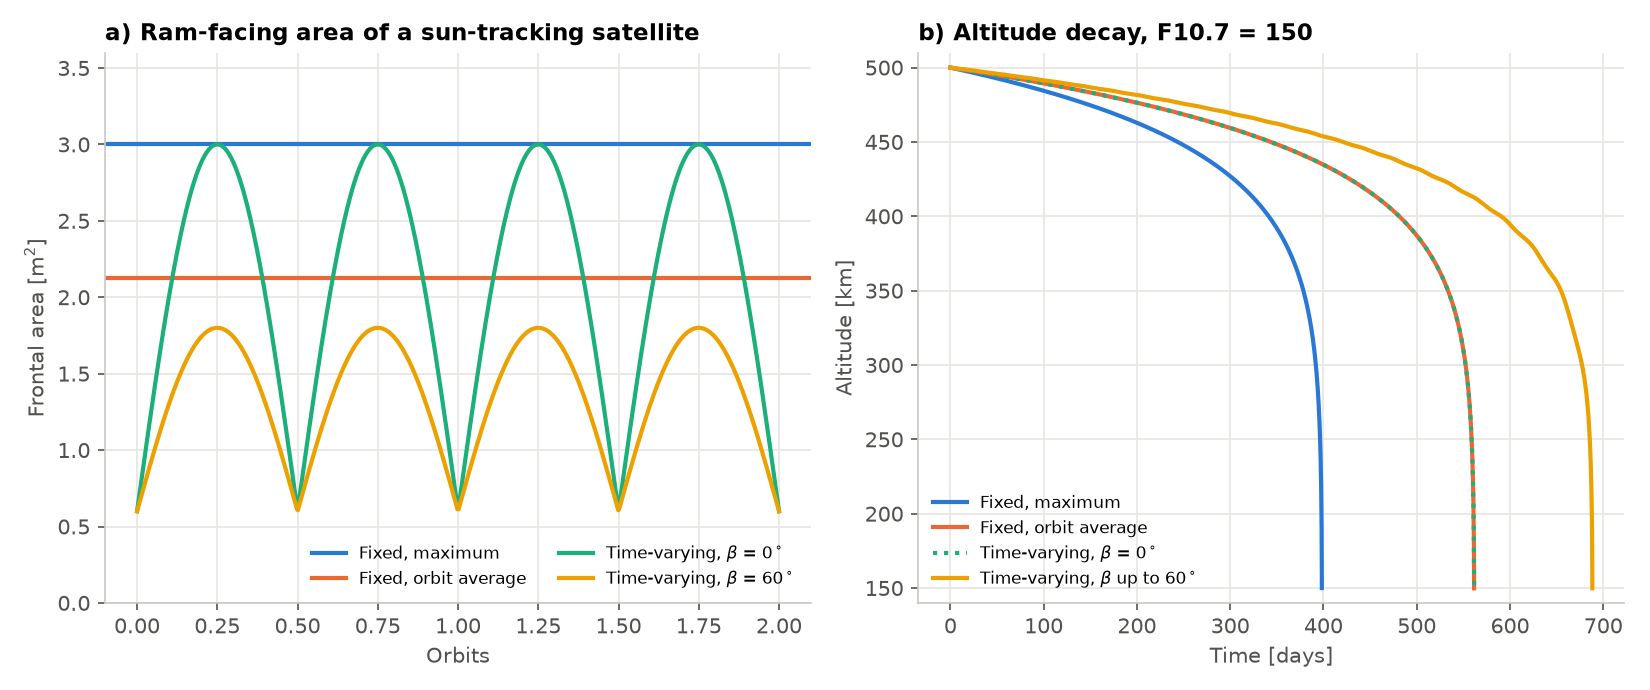 a) Ram-facing area of a sun-tracking satellite
Frontal area [m²]
3.5
3.0
2.5
2.0
1.5
1.0
0.5
0.0
Fixed, maximum
Fixed, orbit average
Time-varying, β = 0°
Time-varying, β = 60°
0.00 0.25 0.50 0.75 1.00 1.25 1.50 1.75 2.00
Orbits
b) Altitude decay, F10.7 = 150
Altitude [km]
500
450
400
350
300
250
200
150
Fixed, maximum
Fixed, orbit average
Time-varying, β = 0°
Time-varying, β up to 60°
0 100 200 300 400 500 600 700
Time [days]